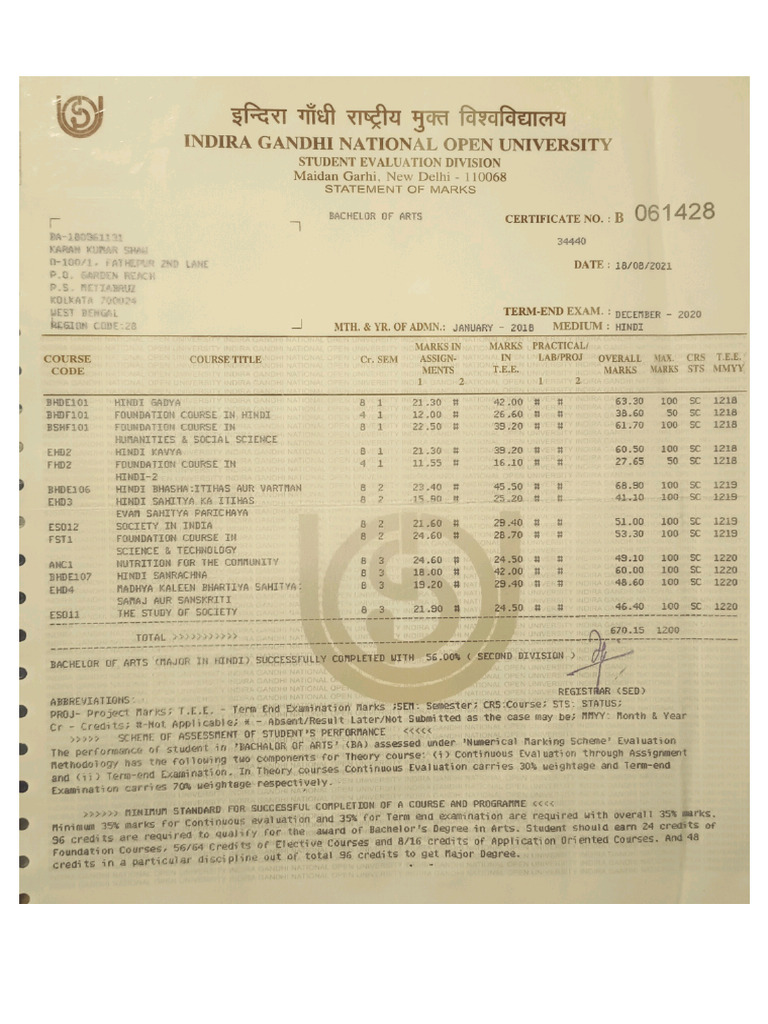 इन्दिरा गाँधी राष्ट्रीय मुक्त विश्वविद्यालय
INDIRA GANDHI NATIONAL OPEN UNIVERSITY
STUDENT EVALUATION DIVISION
Maidan Garhi, New Delhi - 110068
STATEMENT OF MARKS
BACHELOR OF ARTS
CERTIFICATE NO. : B 061428
34440
DATE : 18/08/2021
BA-180361131
KARAN KUMAR SHAW
D-100/1, FATHEPUR 2ND LANE
P.O. GARDEN REACH
P.S. METIABRUZ
KOLKATA 700024
WEST BENGAL
REGION CODE:28
TERM-END EXAM. : DECEMBER - 2020
MTH. & YR. OF ADMN.: JANUARY - 2018 MEDIUM : HINDI
COURSE CODE COURSE TITLE Cr. SEM MARKS IN ASSIGN-MENTS 1 2 MARKS IN T.E.E. PRACTICAL/ LAB/PROJ 1 2 OVERALL MARKS MAX. MARKS CRS STS T.E.E. MMYY
BHDE101 HINDI GADYA 8 1 21.30 # 42.00 # # 63.30 100 SC 1218
BHDF101 FOUNDATION COURSE IN HINDI 4 1 12.00 # 26.60 # # 38.60 50 SC 1218
BSHF101 FOUNDATION COURSE IN 8 1 22.50 # 39.20 # # 61.70 100 SC 1218
HUMANITIES & SOCIAL SCIENCE
EHD2 HINDI KAVYA 8 1 21.30 # 39.20 # # 60.50 100 SC 1218
FHD2 FOUNDATION COURSE IN 4 1 11.55 # 16.10 # # 27.65 50 SC 1218
HINDI-2
BHDE106 HINDI BHASHA:ITIHAS AUR VARTMAN 8 2 23.40 # 45.50 # # 68.90 100 SC 1219
EHD3 HINDI SAHITYA KA ITIHAS 8 2 15.90 # 25.20 # # 41.10 100 SC 1219
EVAM SAHITYA PARICHAYA
ESO12 SOCIETY IN INDIA 8 2 21.60 # 29.40 # # 51.00 100 SC 1219
FST1 FOUNDATION COURSE IN 8 2 24.60 # 28.70 # # 53.30 100 SC 1219
SCIENCE & TECHNOLOGY
ANC1 NUTRITION FOR THE COMMUNITY 8 3 24.60 # 24.50 # # 49.10 100 SC 1220
BHDE107 HINDI SANRACHNA 8 3 18.00 # 42.00 # # 60.00 100 SC 1220
EHD4 MADHYA KALEEN BHARTIYA SAHITYA: 8 3 19.20 # 29.40 # # 48.60 100 SC 1220
SAMAJ AUR SANSKRITI
ESO11 THE STUDY OF SOCIETY 8 3 21.90 # 24.50 # # 46.40 100 SC 1220
TOTAL >>>>>>>>>>> 670.15 1200
BACHELOR OF ARTS (MAJOR IN HINDI) SUCCESSFULLY COMPLETED WITH 56.00% ( SECOND DIVISION )
REGISTRAR (SED)
ABBREVIATIONS:
PROJ- Project Marks; T.E.E. - Term End Examination Marks ;SEM: Semester; CRS:Course; STS: STATUS;
Cr - Credits; #-Not Applicable; * - Absent/Result Later/Not Submitted as the case may be; MMYY: Month & Year
>>>>> SCHEME OF ASSESSMENT OF STUDENT'S PERFORMANCE <<<<<
The performance of student in 'BACHALOR OF ARTS' (BA) assessed under 'Numerical Marking Scheme' Evaluation
Methodology has the following two components for Theory course: (i) Continuous Evaluation through Assignment
and (ii) Term-end Examination. In Theory courses Continuous Evaluation carries 30% weightage and Term-end
Examination carries 70% weightage respectively.
>>>>>> MINIMUM STANDARD FOR SUCCESSFUL COMPLETION OF A COURSE AND PROGRAMME <<<<
Minimum 35% marks for Continuous evaluation and 35% for Term end examination are required with overall 35% marks.
96 credits are required to qualify for the award of Bachelor's Degree in Arts. Student should earn 24 credits of
Foundation Courses, 56/64 Credits of Elective Courses and 8/16 credits of Application Oriented Courses. And 48
credits in a particular discipline out of total 96 credits to get Major Degree.